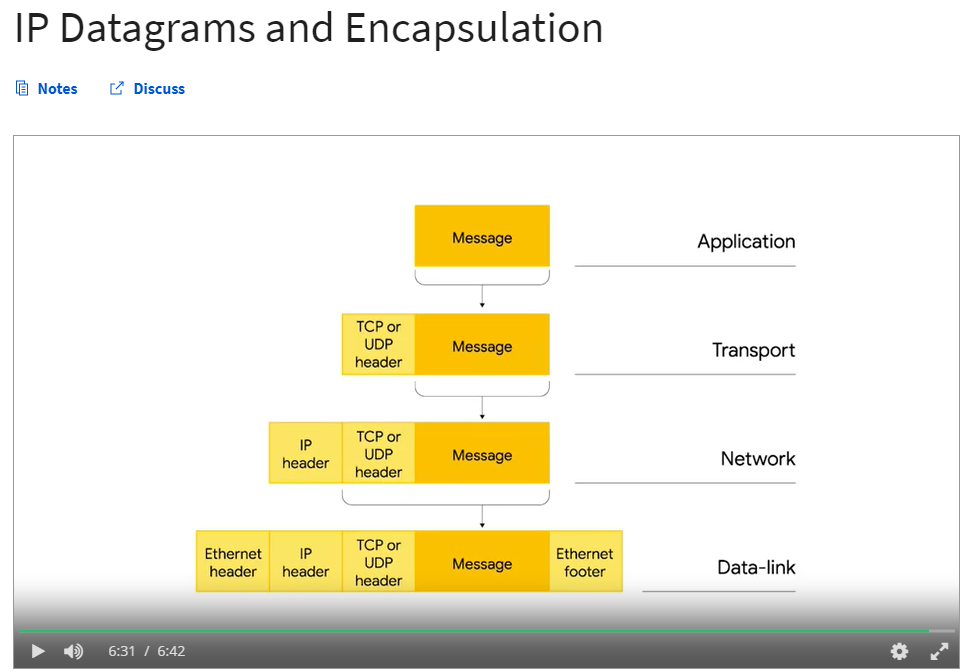 IP Datagrams and Encapsulation
Notes
Discuss
Message
Application
TCP or
UDP
header
Message
Transport
IP
header
TCP or
UDP
header
Message
Network
Ethernet
header
IP
header
TCP or
UDP
header
Message
Ethernet
footer
Data-link
6:31 / 6:42